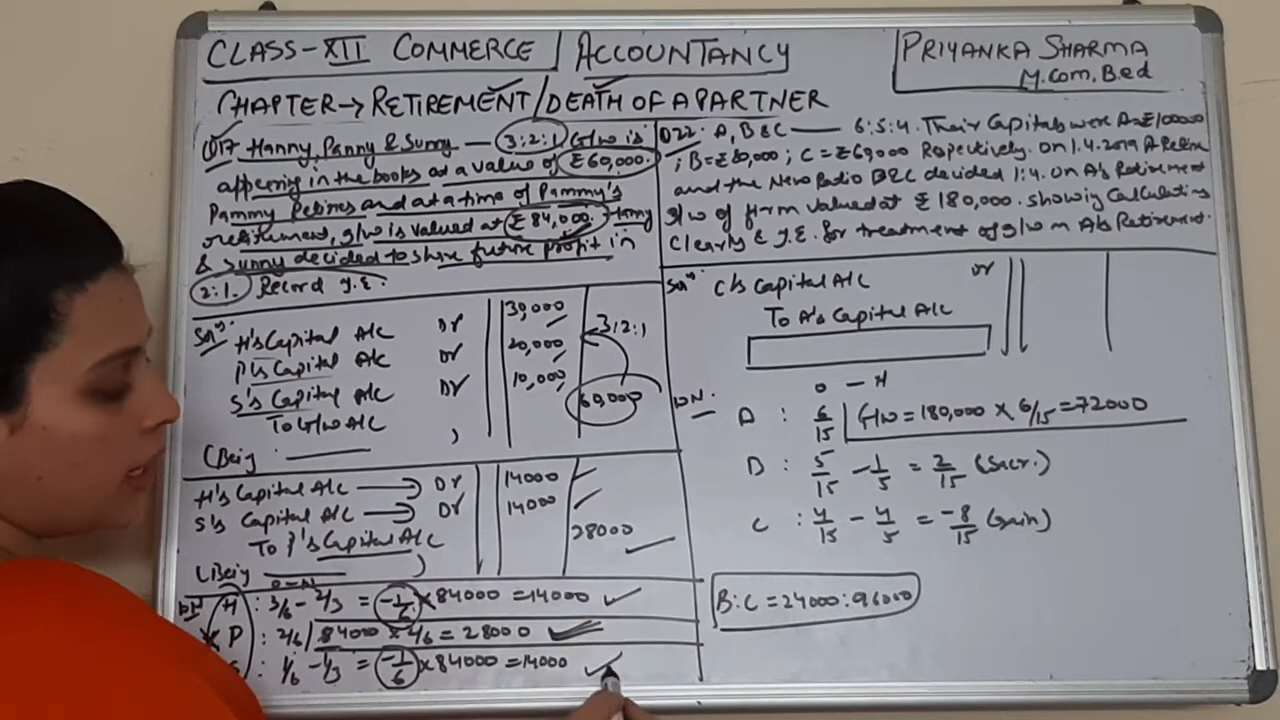 CLASS-XII COMMERCE / ACCOUNTANCY
PRIYANKA SHARMA
M.Com, B.ed
CHAPTER → RETIREMENT / DEATH OF A PARTNER
Q17 Hanny, Pammy & Sunny — 3:2:1 G/w is
appearing in the books at a value of ₹60,000.
Pammy Retires and at a time of Pammy's
retirement, g/w is valued at ₹ 84,000.
& Sunny decided to share future profit in
2:1. Record J.E.
Soln: H's Capital A/c Dr 30,000 3:2:1
P's Capital A/c Dr 20,000
S's Capital A/c Dr 10,000
To G/w A/c 60,000
(Being ——— )
H's Capital A/c → Dr 14000
S's Capital A/c → Dr 14000
To P's Capital A/c 28000
(Being ——— )
O-N
WN H : 3/6 - 2/3 = -1/6 × 84000 = 14000
P : 2/6 | 84000 × 2/6 = 28000
: 1/6 - 1/3 = -1/6 × 84000 = 14000
Q22. A, B & C —— 6:5:4. Their Capitals were A=₹100000
; B=₹80,000; C=₹69000 Repectively. On 1.4.2019 A Retire
and the New Ratio B & C decided 1:4. On A's Retirement
g/w of firm valued at ₹ 180,000. showing Calculations
Clearly & J.E. for treatment of g/w on A's Retirement.
Soln: C's Capital A/c Dr
To A's Capital A/c
O - N
WN.
A : 6/15 | G/W = 180,000 × 6/15 = 72000
B : 5/15 - 1/5 = 2/15 (Sacr.)
C : 4/15 - 4/5 = -8/15 (gain)
B:C = 24000 : 96000